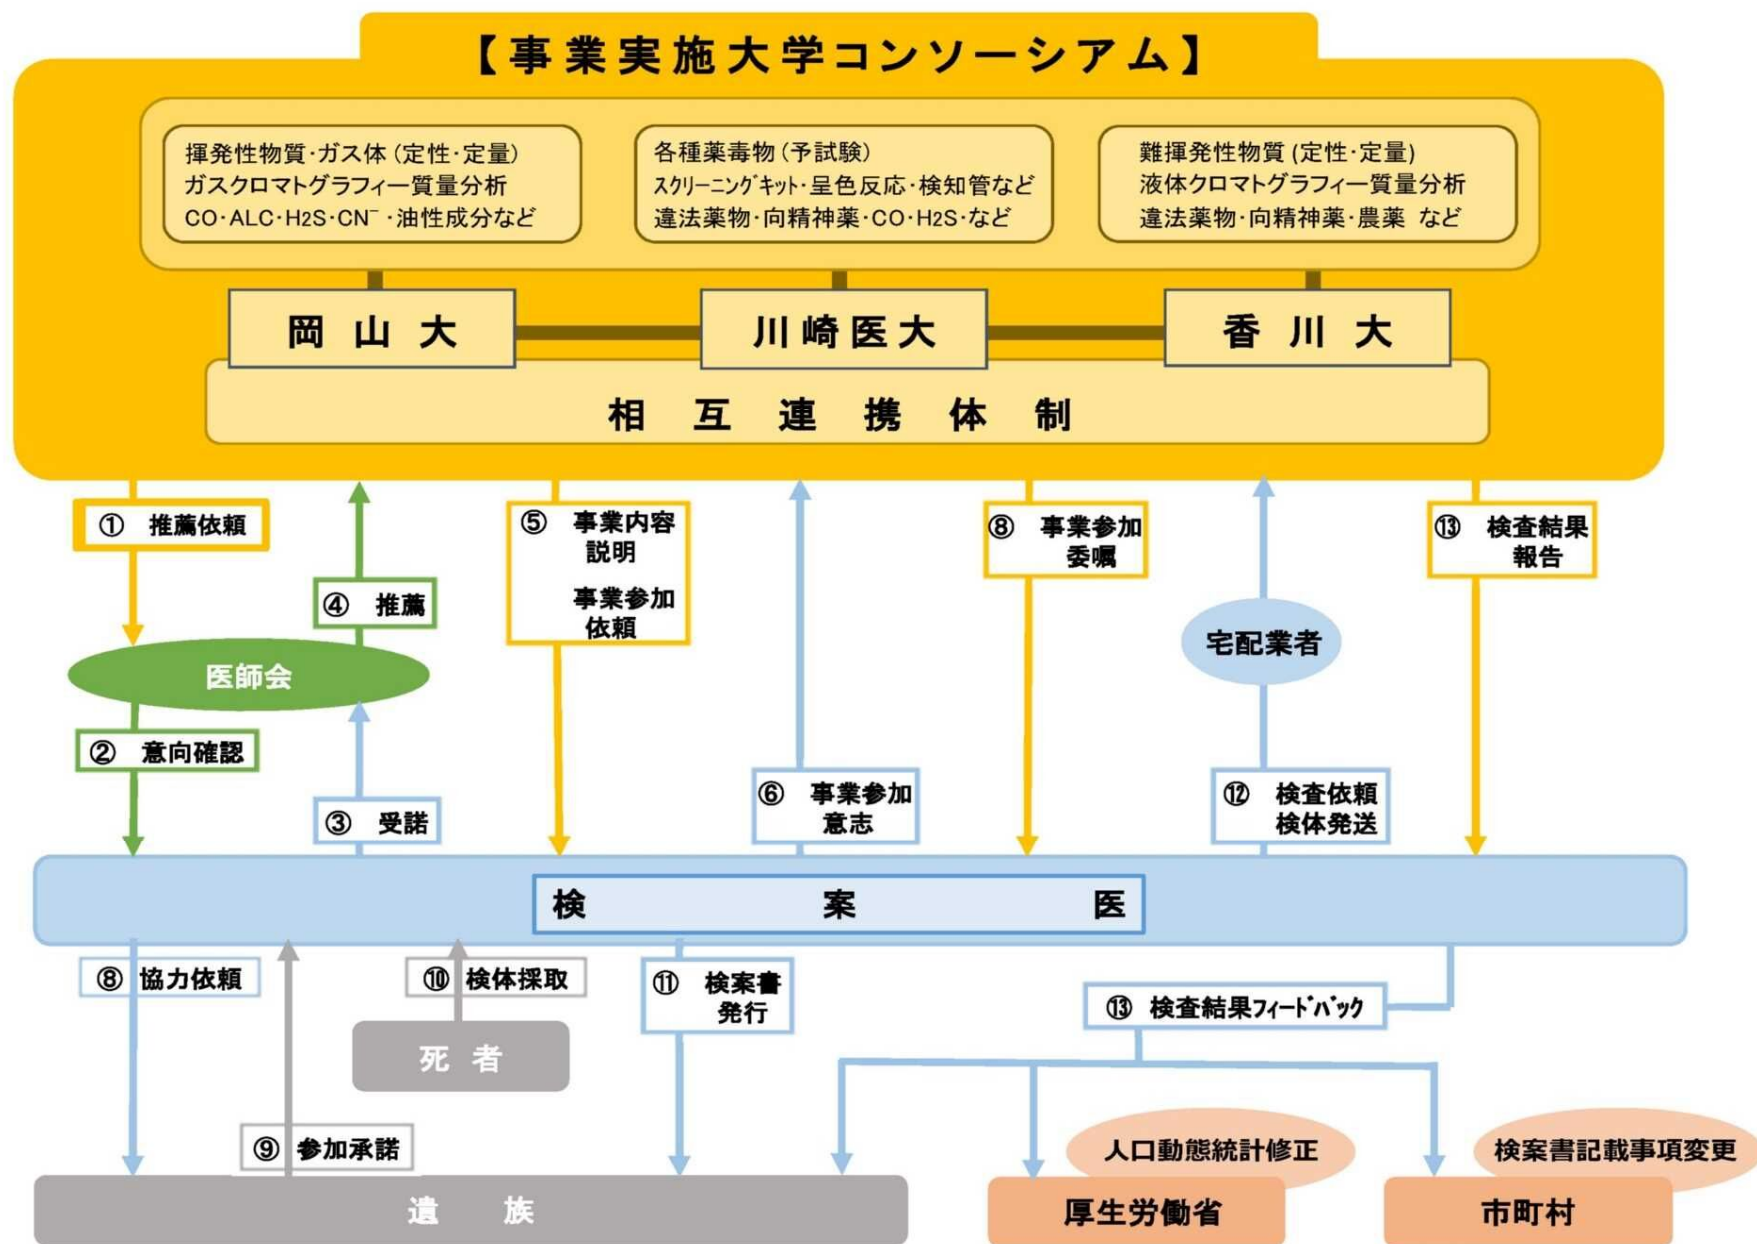 【事業実施大学コンソーシアム】
揮発性物質･ガス体(定性･定量)
ガスクロマトグラフィー質量分析
CO･ALC･H2S･CN⁻･油性成分など
各種薬毒物(予試験)
ｽｸﾘｰﾆﾝｸﾞｷｯﾄ･呈色反応･検知管など
違法薬物･向精神薬･CO･H2S･など
難揮発性物質(定性･定量)
液体クロマトグラフィー質量分析
違法薬物･向精神薬･農薬 など
岡山大
川崎医大
香川大
相互連携体制
① 推薦依頼
④ 推薦
⑤ 事業内容
説明
事業参加
依頼
⑧ 事業参加
委嘱
⑬ 検査結果
報告
宅配業者
医師会
② 意向確認
③ 受諾
⑥ 事業参加
意志
⑫ 検査依頼
検体発送
検案医
⑧ 協力依頼
⑩ 検体採取
⑪ 検案書
発行
⑬ 検査結果ﾌｨｰﾄﾞﾊﾞｯｸ
死者
⑨ 参加承諾
人口動態統計修正
検案書記載事項変更
遺族
厚生労働省
市町村